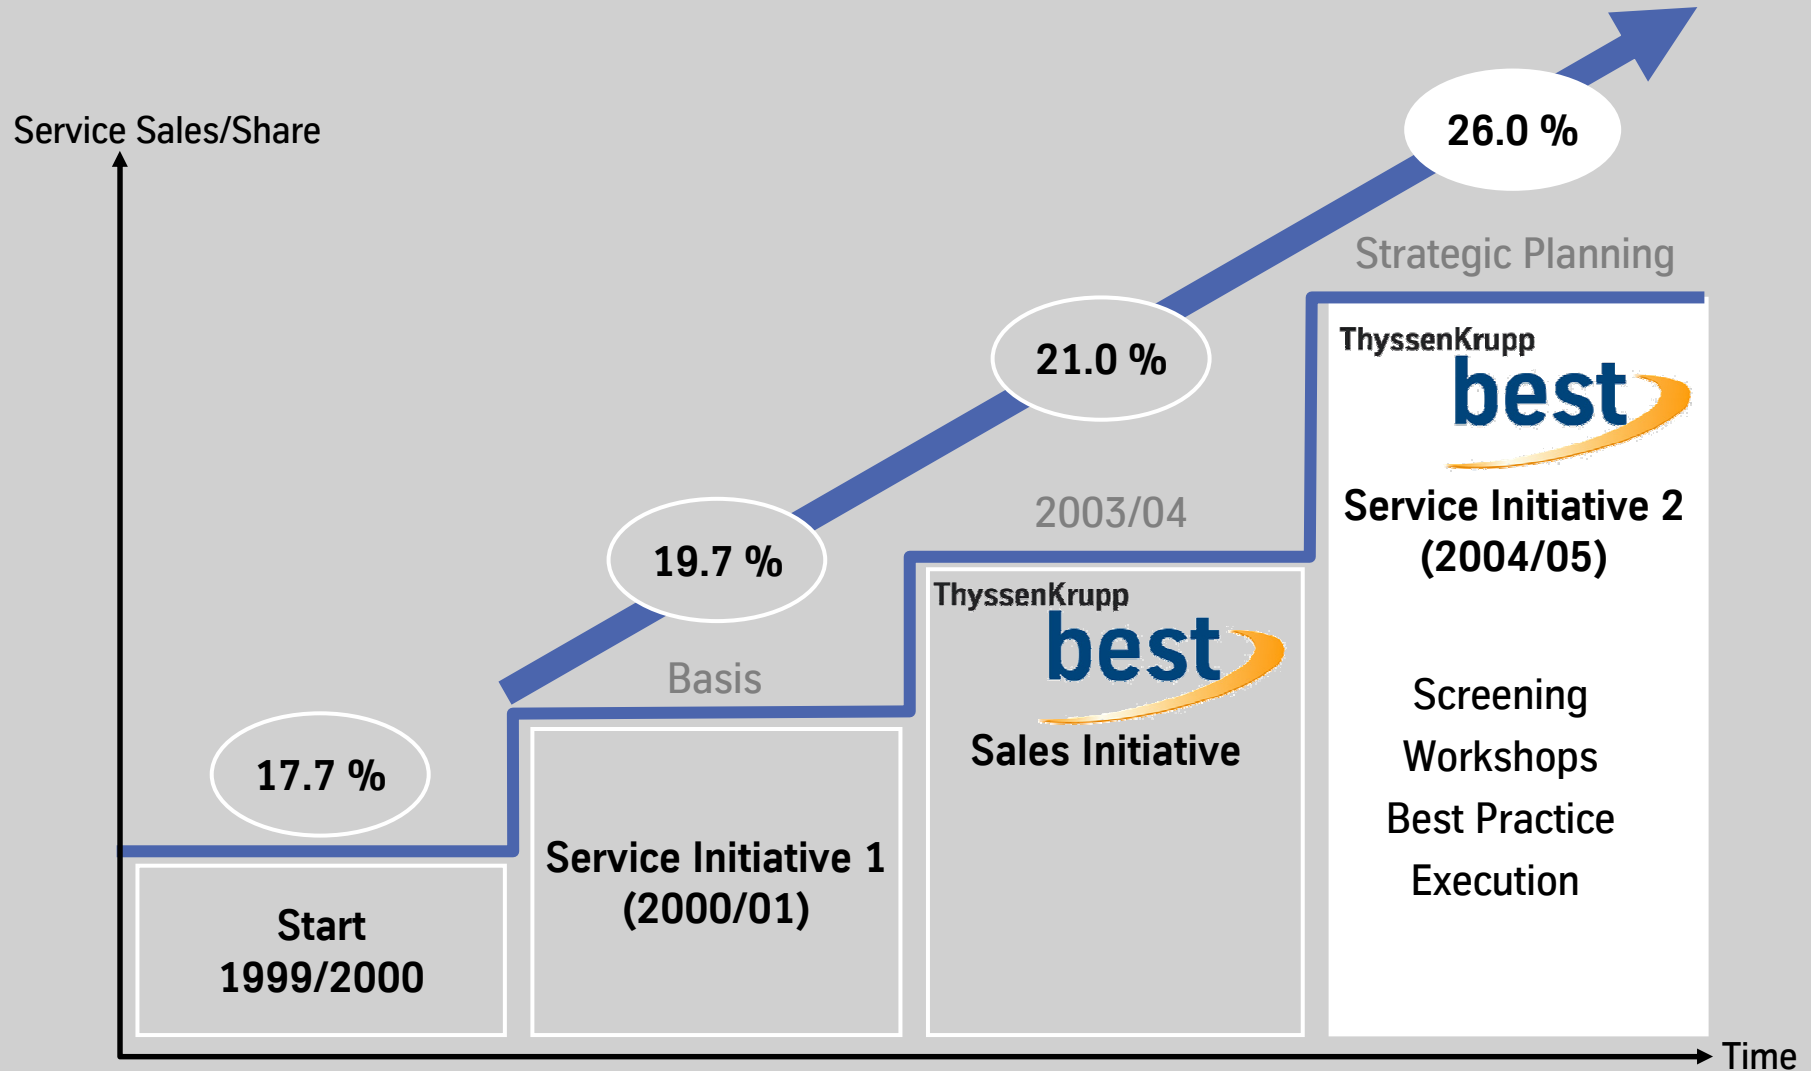 Service Sales/Share
17.7 %
Start
1999/2000
19.7 %
Basis
Service Initiative 1
(2000/01)
21.0 %
2003/04
ThyssenKrupp
best
Sales Initiative
26.0 %
Strategic Planning
ThyssenKrupp
best
Service Initiative 2
(2004/05)
Screening
Workshops
Best Practice
Execution
Time